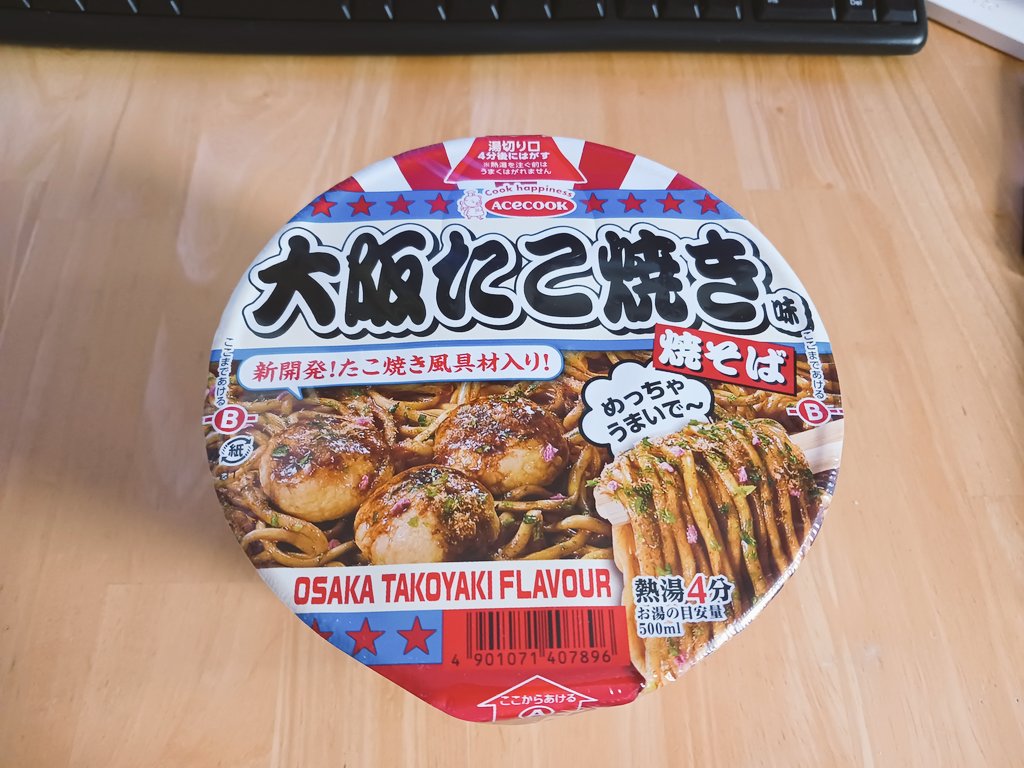 Del
湯切り口
4分後にはがす
※熱湯を注ぐ前は
うまくはがれません
Cook happiness
ACECOOK
大阪たこ焼き味
焼そば
新開発!たこ焼き風具材入り!
ここまであける
B
紙
めっちゃ
うまいで〜
ここまであける
B
OSAKA TAKOYAKI FLAVOUR
熱湯4分
お湯の目安量
500ml
4 901071 407896
ここからあける
A